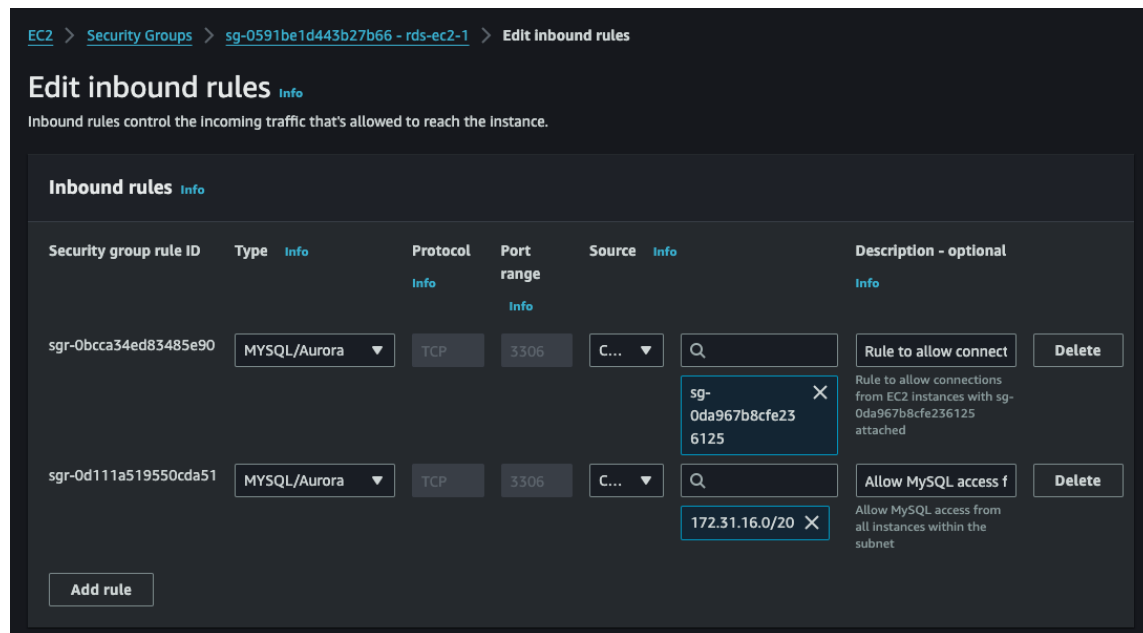 EC2 > Security Groups > sg-0591be1d443b27b66 - rds-ec2-1 > Edit inbound rules
Edit inbound rules Info
Inbound rules control the incoming traffic that's allowed to reach the instance.
Inbound rules Info
Security group rule ID
Type Info
Protocol
Info
Port
range
Info
Source Info
Description - optional
Info
sgr-0bcca34ed83485e90
MYSQL/Aurora
TCP
3306
C...
sg-
0da967b8cfe23
6125
Rule to allow connect
Rule to allow connections
from EC2 instances with sg-
0da967b8cfe236125
attached
Delete
sgr-0d111a519550cda51
MYSQL/Aurora
TCP
3306
C...
172.31.16.0/20
Allow MySQL access f
Allow MySQL access from
all instances within the
subnet
Delete
Add rule